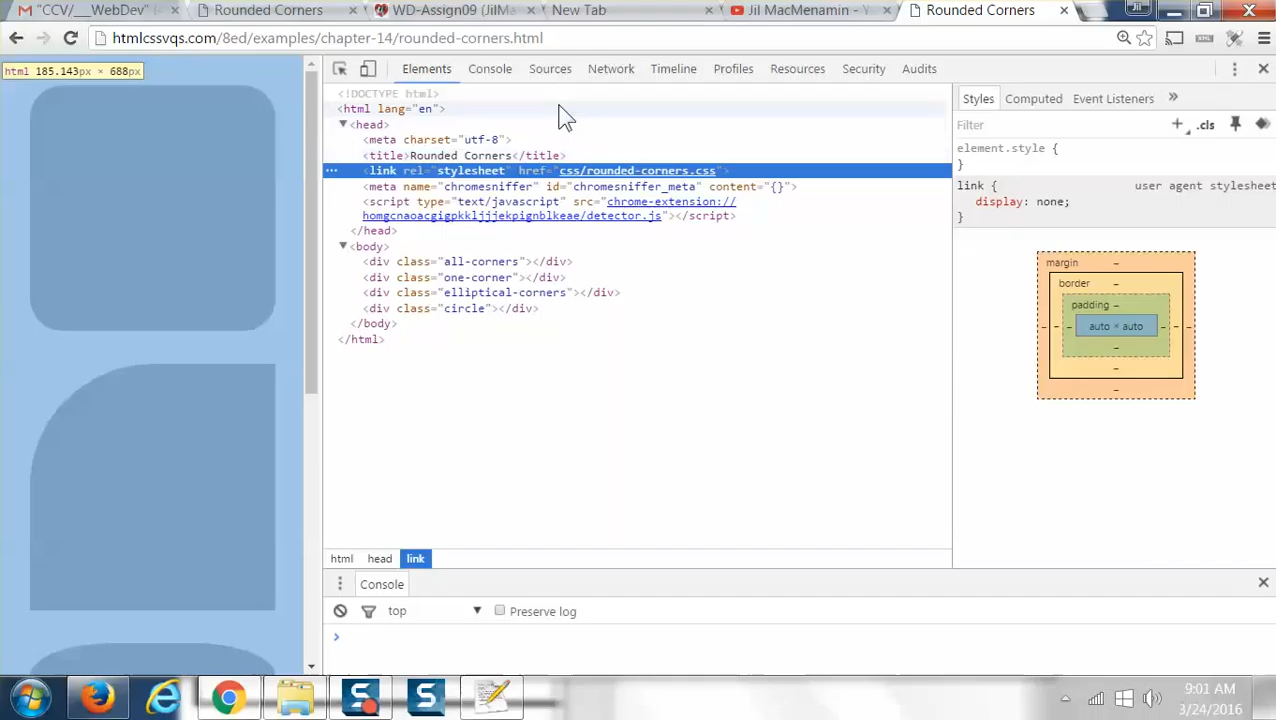 "CCV/___WebDev" × Rounded Corners × WD-Assign09 (JilMa × New Tab × Jil MacMenamin - Y × Rounded Corners × Jil
htmlcssvqs.com/8ed/examples/chapter-14/rounded-corners.html
html 185.143px × 688px
Elements Console Sources Network Timeline Profiles Resources Security Audits
<!DOCTYPE html>
<html lang="en">
<head>
<meta charset="utf-8">
<title>Rounded Corners</title>
<link rel="stylesheet" href="css/rounded-corners.css">
<meta name="chromesniffer" id="chromesniffer_meta" content="{}">
<script type="text/javascript" src="chrome-extension://
homgcnaoacgigpkkljjjekpignblkeae/detector.js"></script>
</head>
<body>
<div class="all-corners"></div>
<div class="one-corner"></div>
<div class="elliptical-corners"></div>
<div class="circle"></div>
</body>
</html>
html head link
Styles Computed Event Listeners »
Filter + .cls
element.style {
}
link { user agent stylesheet
display: none;
}
margin –
border –
padding –
– – – auto × auto – – –
–
–
–
Console
top Preserve log
>
9:01 AM
3/24/2016